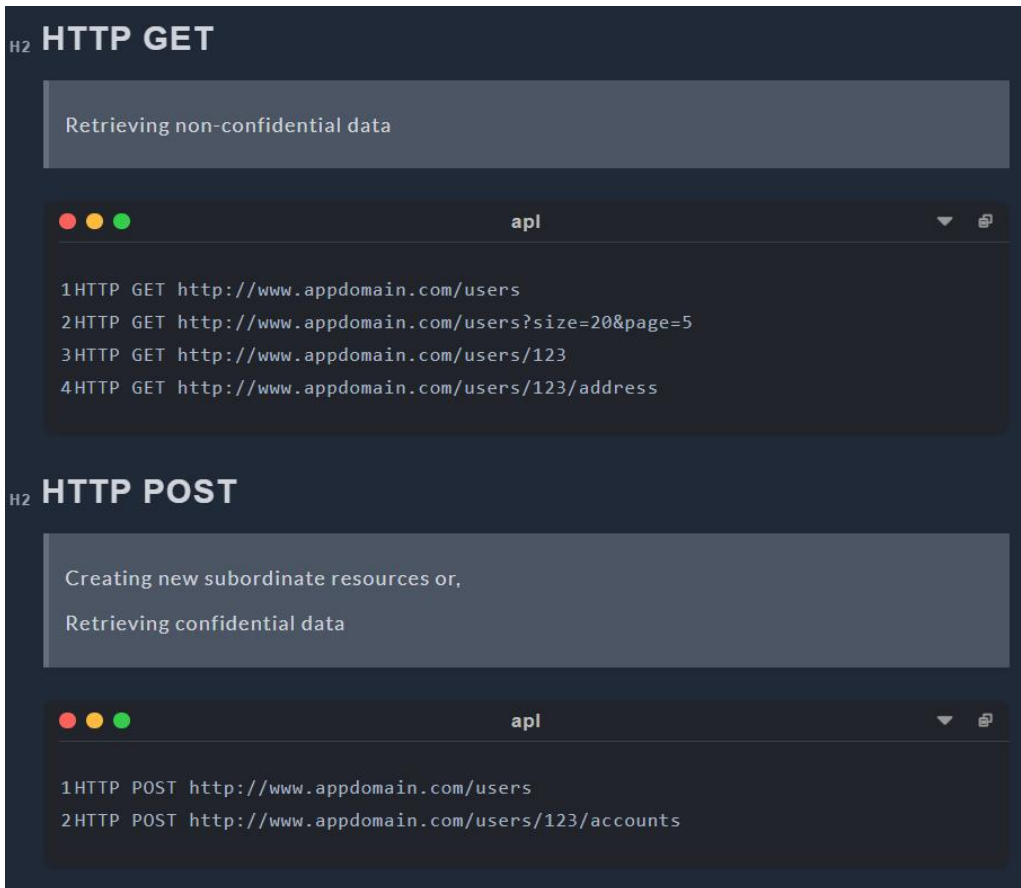 H2 HTTP GET
Retrieving non-confidential data
apl
1HTTP GET http://www.appdomain.com/users
2HTTP GET http://www.appdomain.com/users?size=20&page=5
3HTTP GET http://www.appdomain.com/users/123
4HTTP GET http://www.appdomain.com/users/123/address
H2 HTTP POST
Creating new subordinate resources or,
Retrieving confidential data
apl
1HTTP POST http://www.appdomain.com/users
2HTTP POST http://www.appdomain.com/users/123/accounts